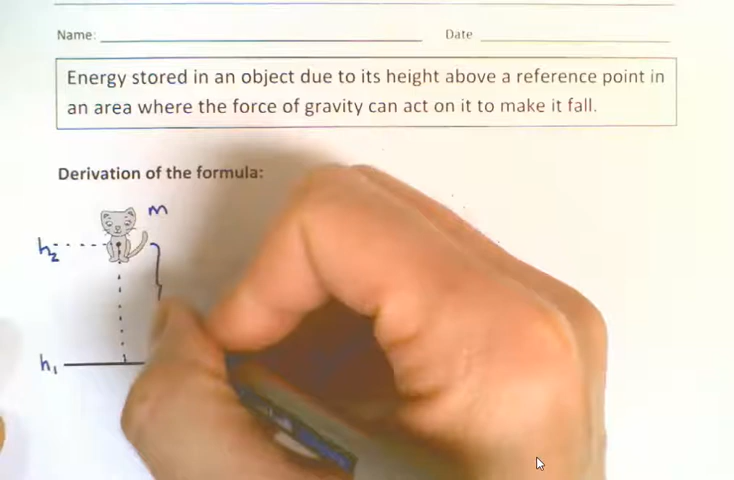 Name:
Date
Energy stored in an object due to its height above a reference point in
an area where the force of gravity can act on it to make it fall.
Derivation of the formula:
m
h₂
h₁